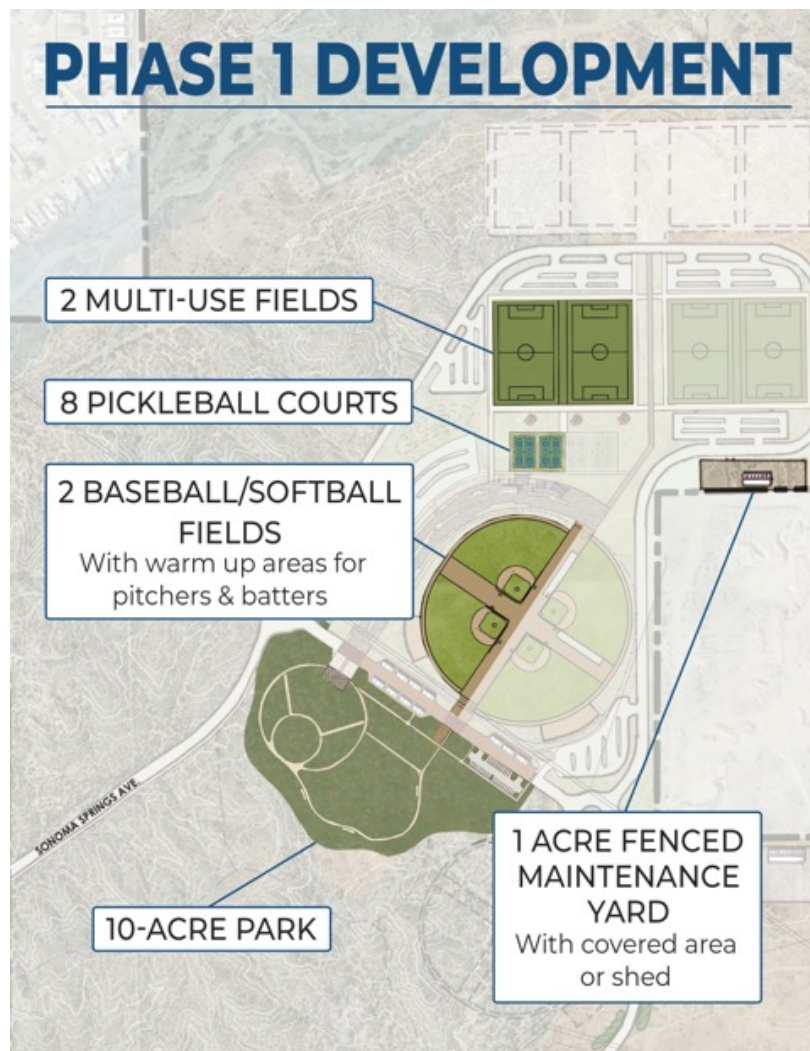 PHASE 1 DEVELOPMENT
2 MULTI-USE FIELDS
8 PICKLEBALL COURTS
2 BASEBALL/SOFTBALL
FIELDS
With warm up areas for
pitchers & batters
SONOMA SPRINGS AVE.
10-ACRE PARK
1 ACRE FENCED
MAINTENANCE
YARD
With covered area
or shed